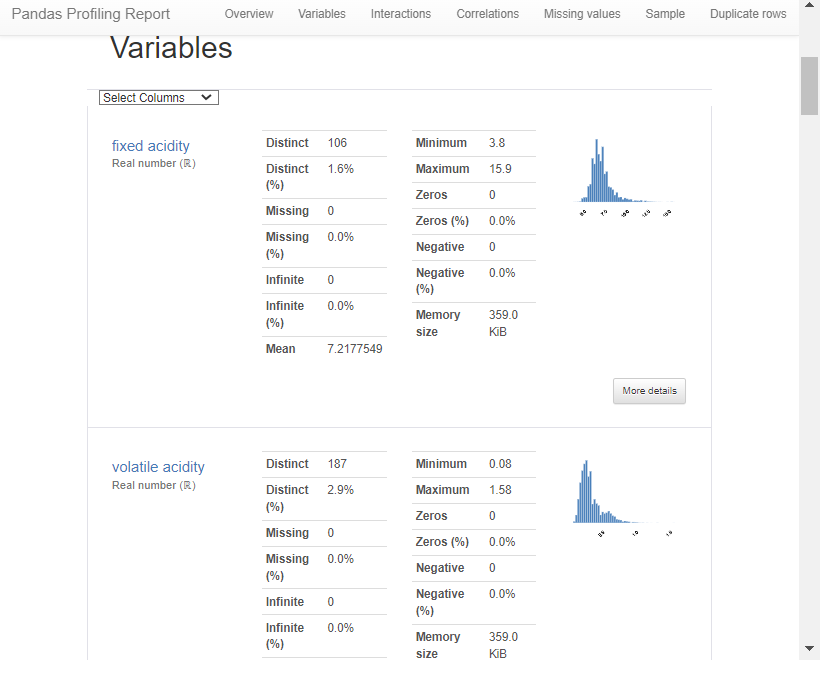 Pandas Profiling Report Overview Variables Interactions Correlations Missing values Sample Duplicate rows
Variables
Select Columns
fixed acidity
Real number (ℝ)
Distinct 106
Distinct (%) 1.6%
Missing 0
Missing (%) 0.0%
Infinite 0
Infinite (%) 0.0%
Mean 7.2177549
Minimum 3.8
Maximum 15.9
Zeros 0
Zeros (%) 0.0%
Negative 0
Negative (%) 0.0%
Memory size 359.0 KiB
More details
volatile acidity
Real number (ℝ)
Distinct 187
Distinct (%) 2.9%
Missing 0
Missing (%) 0.0%
Infinite 0
Infinite (%) 0.0%
Minimum 0.08
Maximum 1.58
Zeros 0
Zeros (%) 0.0%
Negative 0
Negative (%) 0.0%
Memory size 359.0 KiB